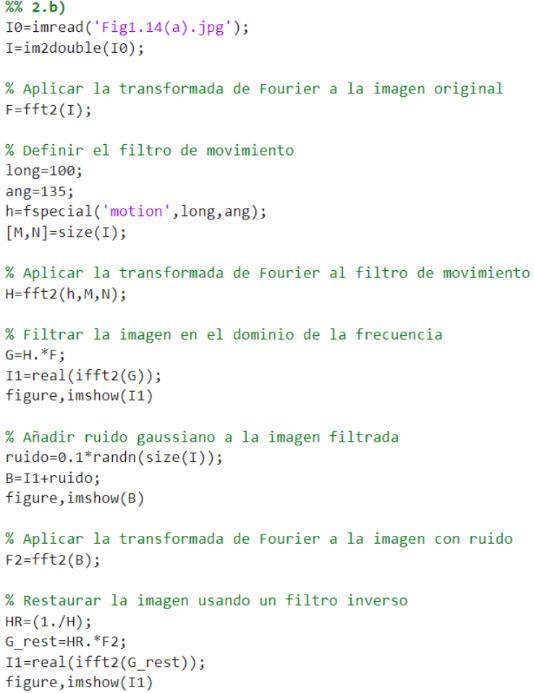 %% 2.b)
I0=imread('Fig1.14(a).jpg');
I=im2double(I0);
% Aplicar la transformada de Fourier a la imagen original
F=fft2(I);
% Definir el filtro de movimiento
long=100;
ang=135;
h=fspecial('motion',long,ang);
[M,N]=size(I);
% Aplicar la transformada de Fourier al filtro de movimiento
H=fft2(h,M,N);
% Filtrar la imagen en el dominio de la frecuencia
G=H.*F;
I1=real(ifft2(G));
figure,imshow(I1)
% Añadir ruido gaussiano a la imagen filtrada
ruido=0.1*randn(size(I));
B=I1+ruido;
figure,imshow(B)
% Aplicar la transformada de Fourier a la imagen con ruido
F2=fft2(B);
% Restaurar la imagen usando un filtro inverso
HR=(1./H);
G_rest=HR.*F2;
I1=real(ifft2(G_rest));
figure,imshow(I1)